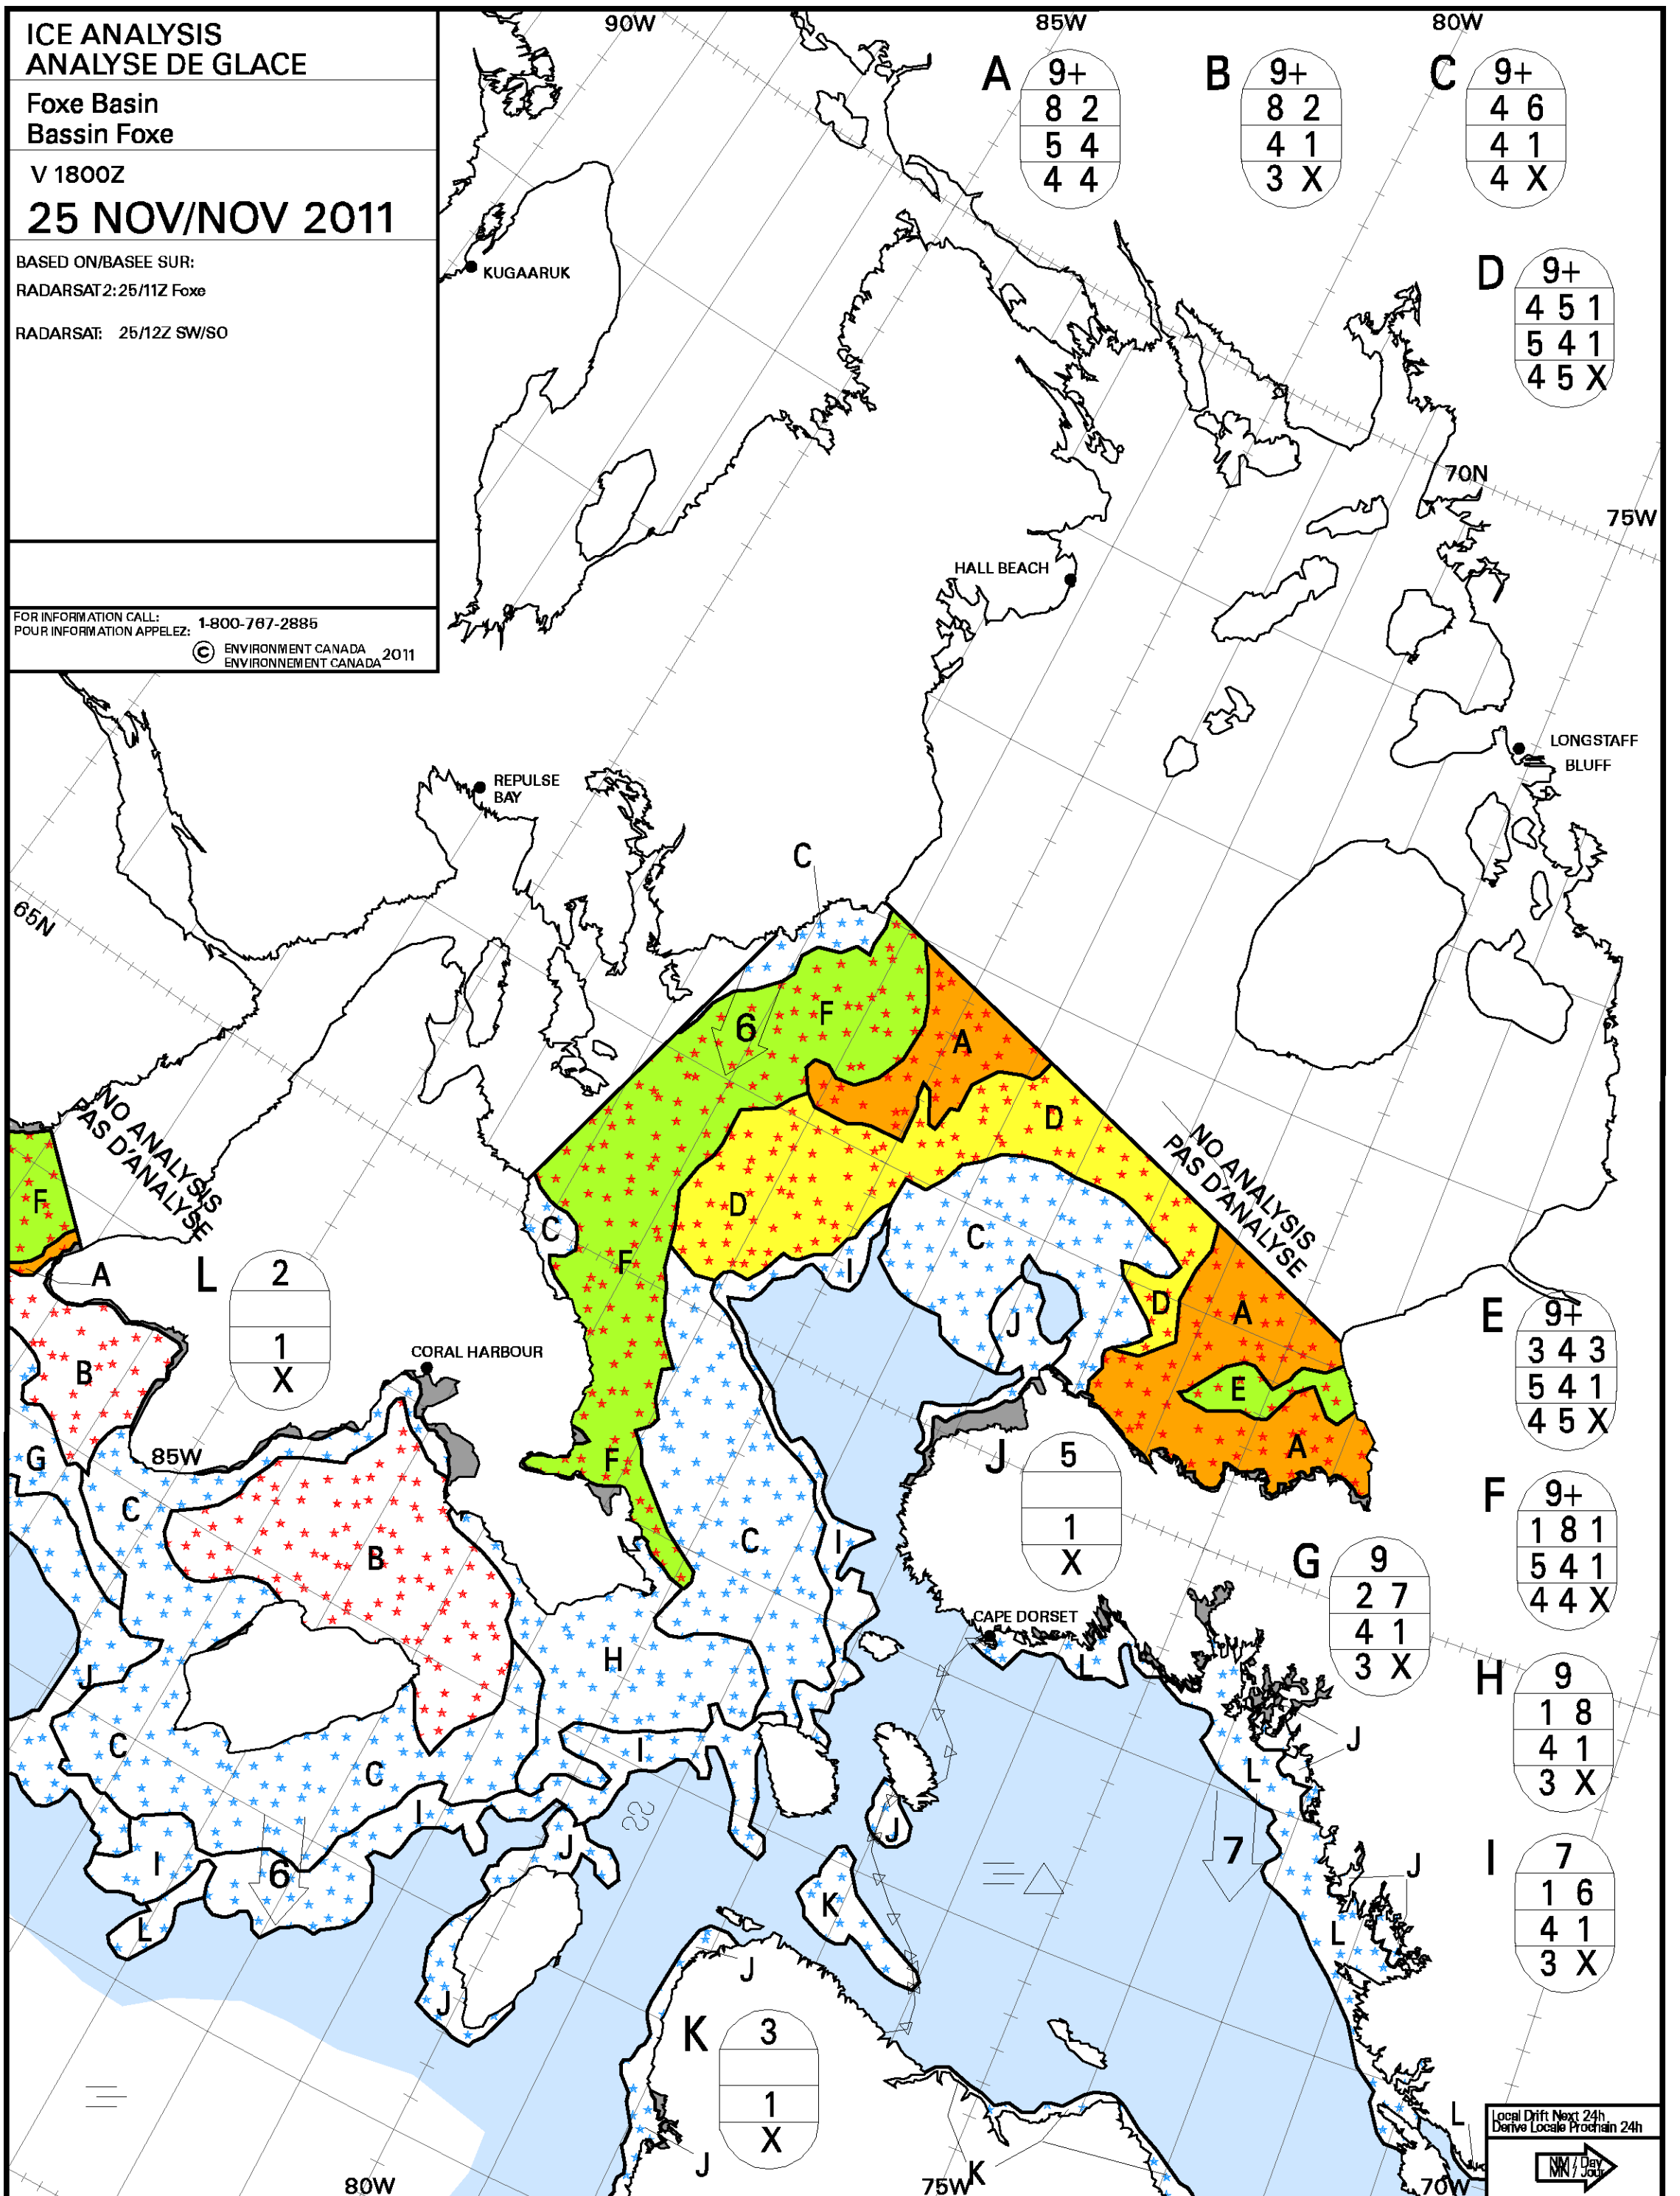 ICE ANALYSIS
ANALYSE DE GLACE
Foxe Basin
Bassin Foxe
V 1800Z
25 NOV/NOV 2011
BASED ON/BASEE SUR:
RADARSAT2: 25/11Z Foxe
RADARSAT: 25/12Z SW/SO
FOR INFORMATION CALL:
POUR INFORMATION APPELEZ: 1-800-767-2885
© ENVIRONMENT CANADA
ENVIRONNEMENT CANADA 2011
90W
85W
80W
A
9+
8 2
5 4
4 4
B
9+
8 2
4 1
3 X
C
9+
4 6
4 1
4 X
D
9+
4 5 1
5 4 1
4 5 X
KUGAARUK
70N
75W
HALL BEACH
LONGSTAFF
BLUFF
REPULSE
BAY
C
65N
F
6
A
D
NO ANALYSIS
PAS D'ANALYSE
NO ANALYSIS
PAS D'ANALYSE
F
D
C
C
F
I
A
L
2
1
X
D
A
J
E
9+
3 4 3
5 4 1
4 5 X
CORAL HARBOUR
B
E
A
G
85W
F
J
5
1
X
F
9+
1 8 1
5 4 1
4 4 X
C
B
C
I
G
9
2 7
4 1
3 X
CAPE DORSET
H
L
J
H
9
1 8
4 1
3 X
C
C
I
J
L
I
J
J
I
6
7
I
7
1 6
4 1
3 X
J
K
L
L
J
J
K
3
1
X
J
L
Local Drift Next 24h
Derive Locale Prochain 24h
NM / Day
MN / Jour
80W
75W
K
70W